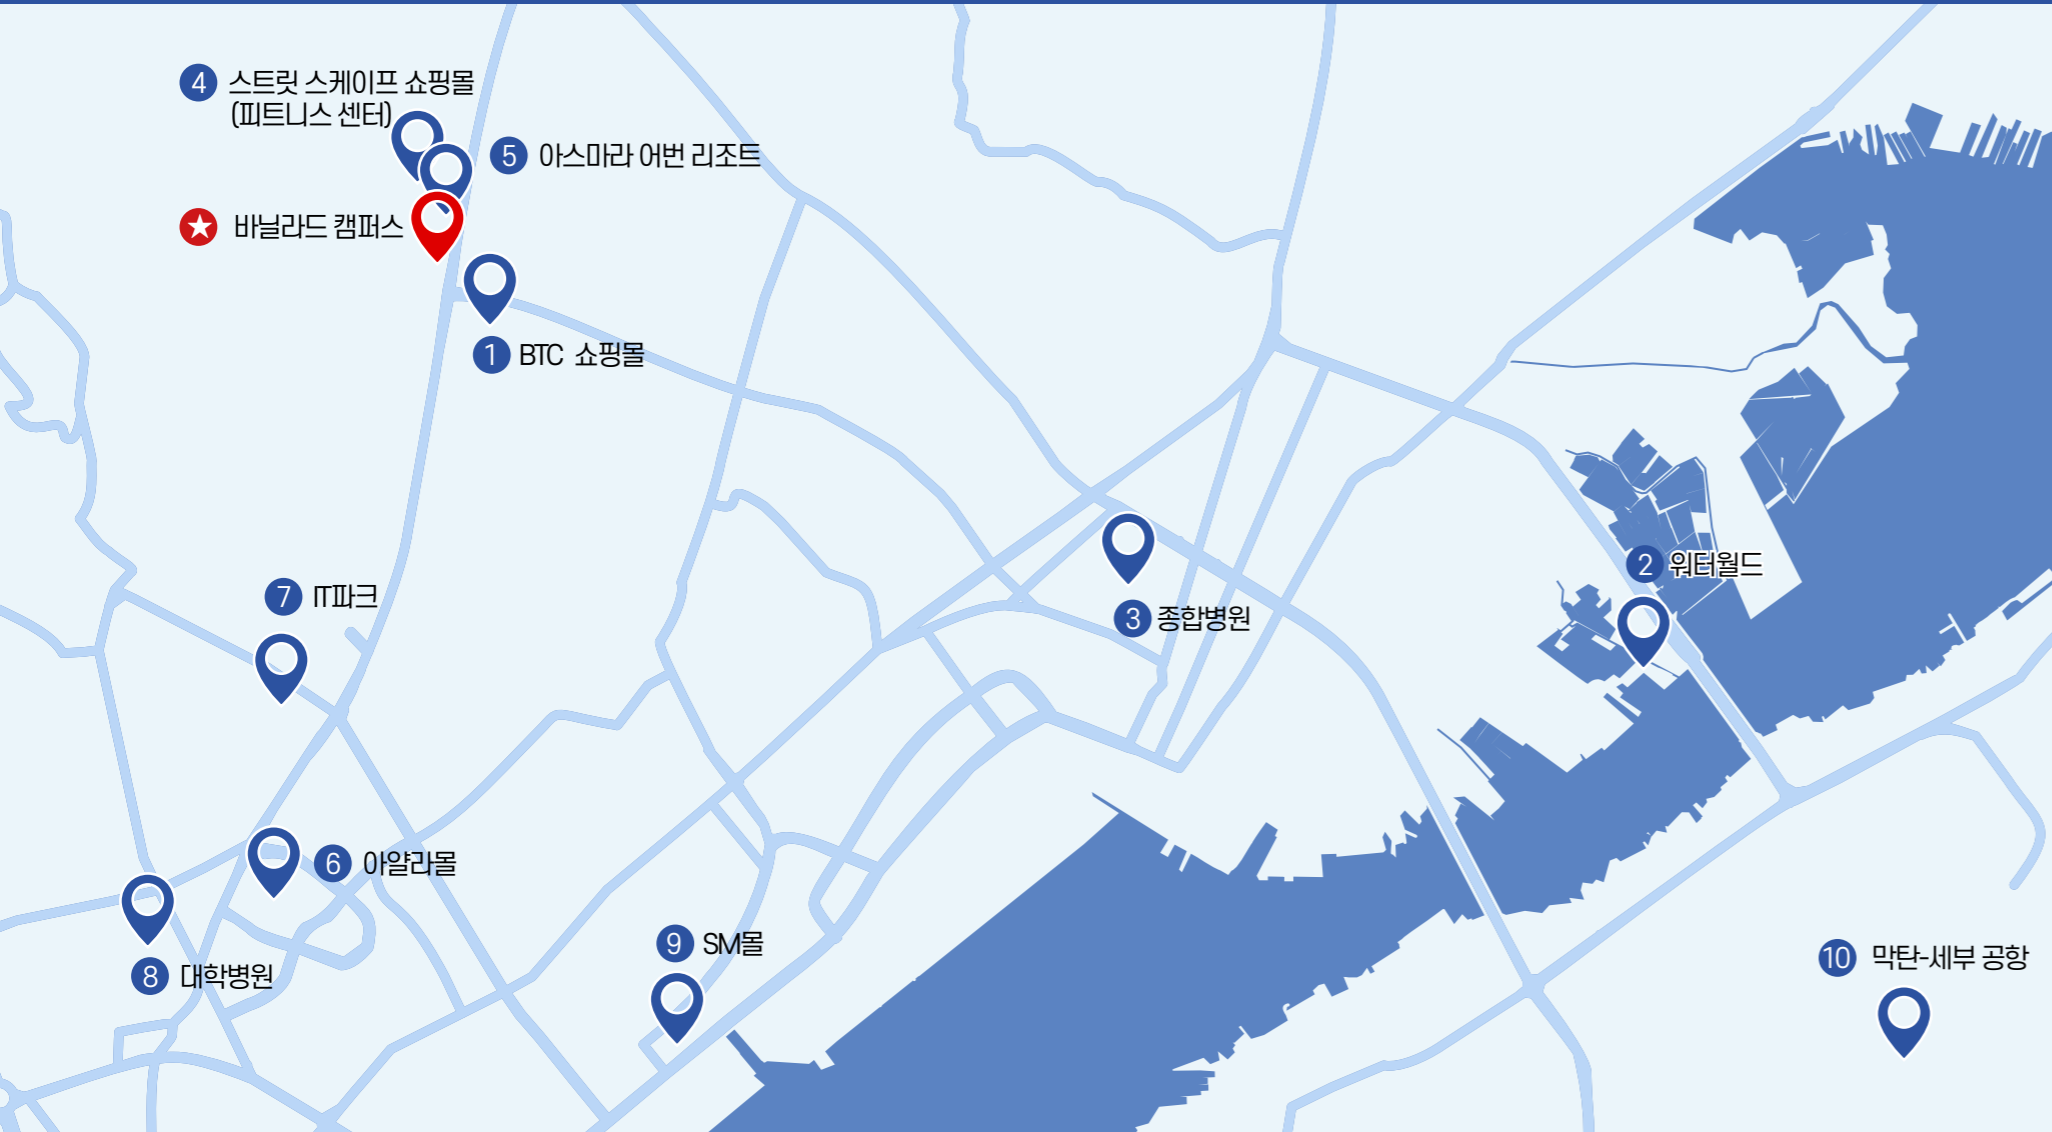 4 스트릿 스케이프 쇼핑몰
(피트니스 센터)
5 아스마라 어번 리조트
★ 바닐라드 캠퍼스
1 BTC 쇼핑몰
2 워터월드
7 IT파크
3 종합병원
6 아얄라몰
9 SM몰
8 대학병원
10 막탄-세부 공항